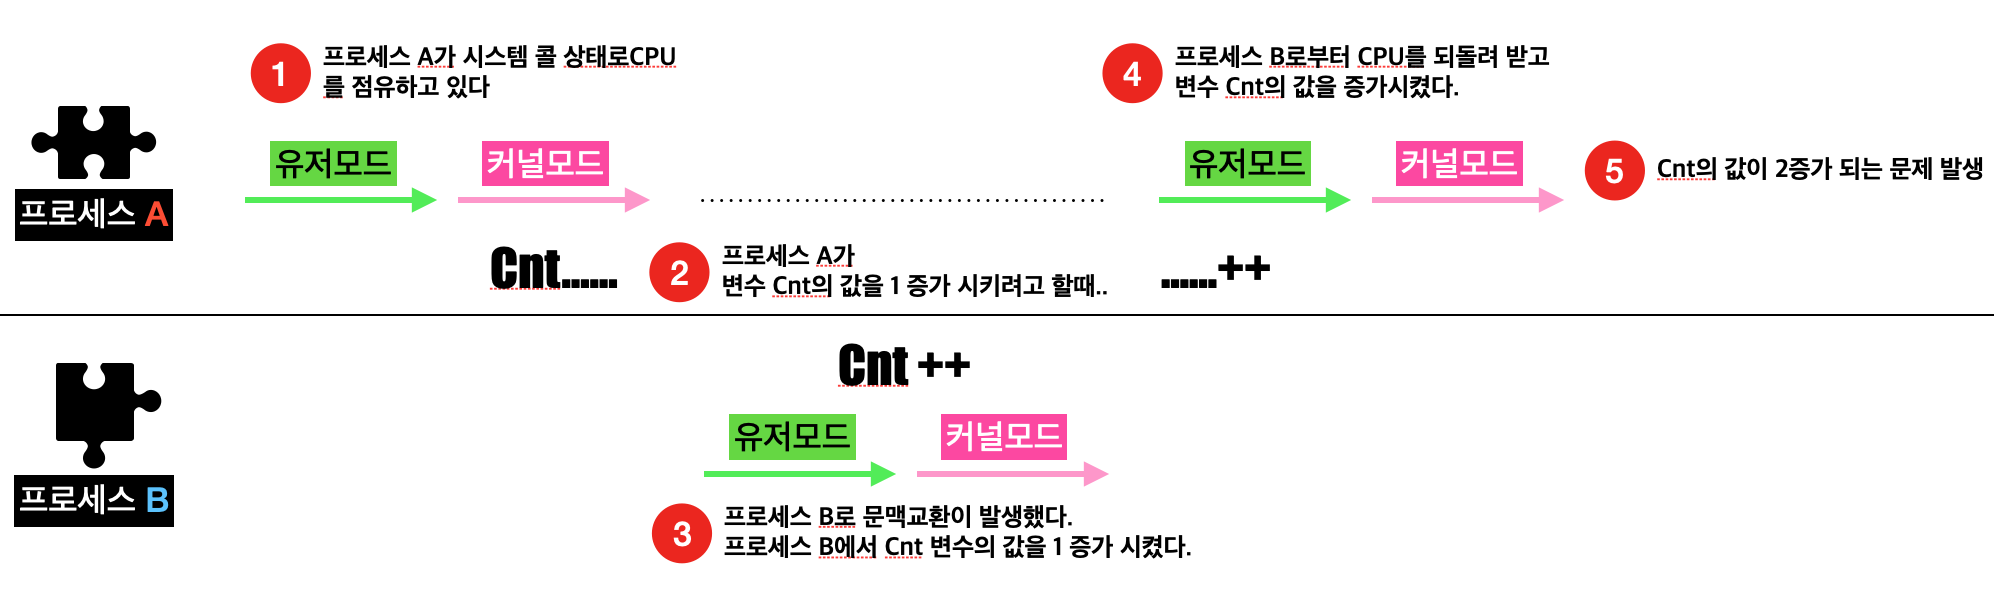 1
프로세스 A가 시스템 콜 상태로CPU
를 점유하고 있다
4
프로세스 B로부터 CPU를 되돌려 받고
변수 Cnt의 값을 증가시켰다.
유저모드
커널모드
유저모드
커널모드
5
Cnt의 값이 2증가 되는 문제 발생
프로세스 A
Cnt......
2
프로세스 A가
변수 Cnt의 값을 1 증가 시키려고 할때..
......++
Cnt ++
유저모드
커널모드
프로세스 B
3
프로세스 B로 문맥교환이 발생했다.
프로세스 B에서 Cnt 변수의 값을 1 증가 시켰다.